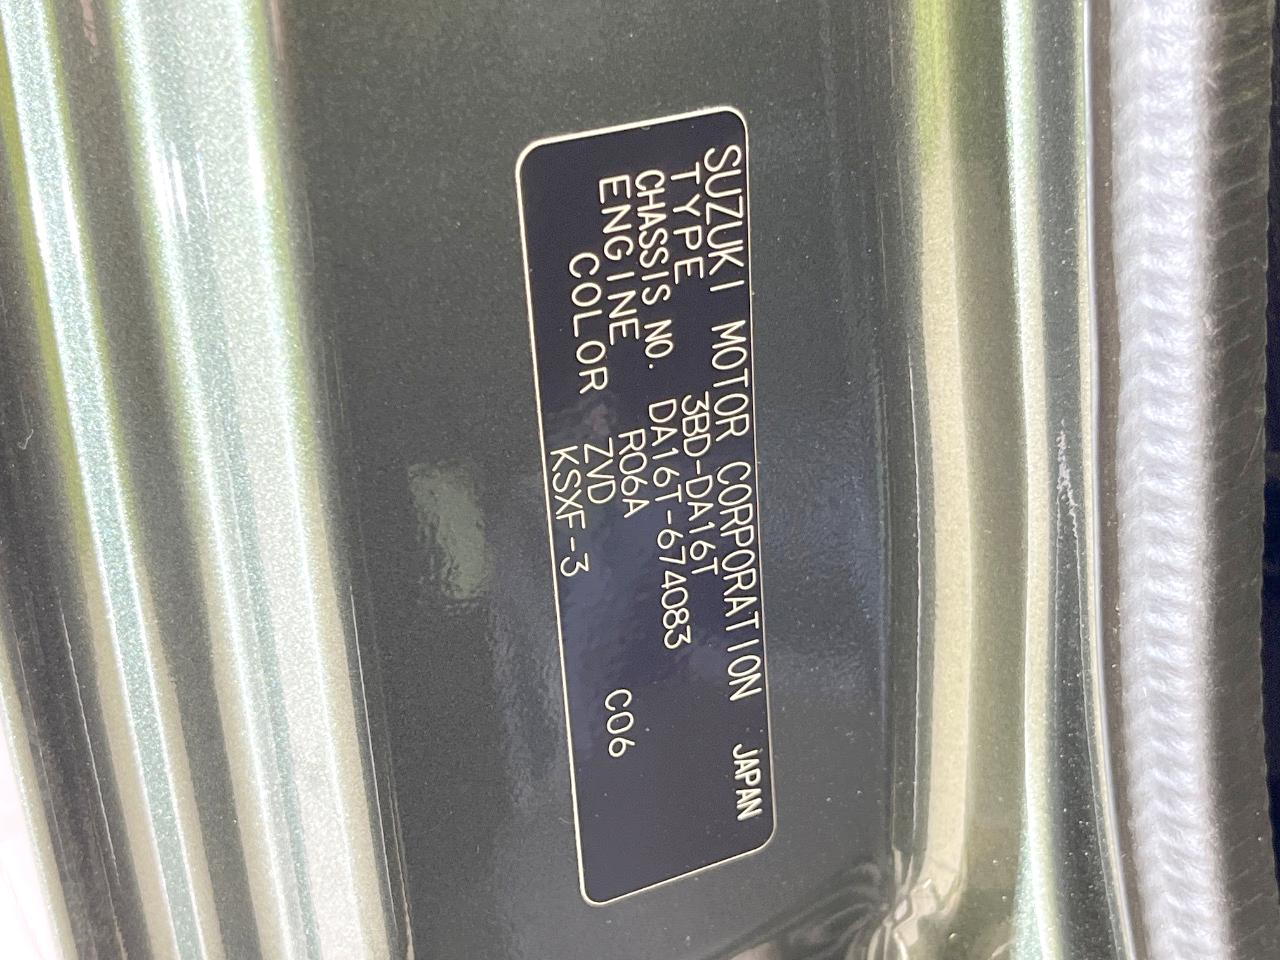 SUZUKI MOTOR CORPORATION JAPAN
TYPE 3BD-DA16T
CHASSIS NO. DA16T-674083
ENGINE R06A
COLOR ZVD C06
KSXF-3